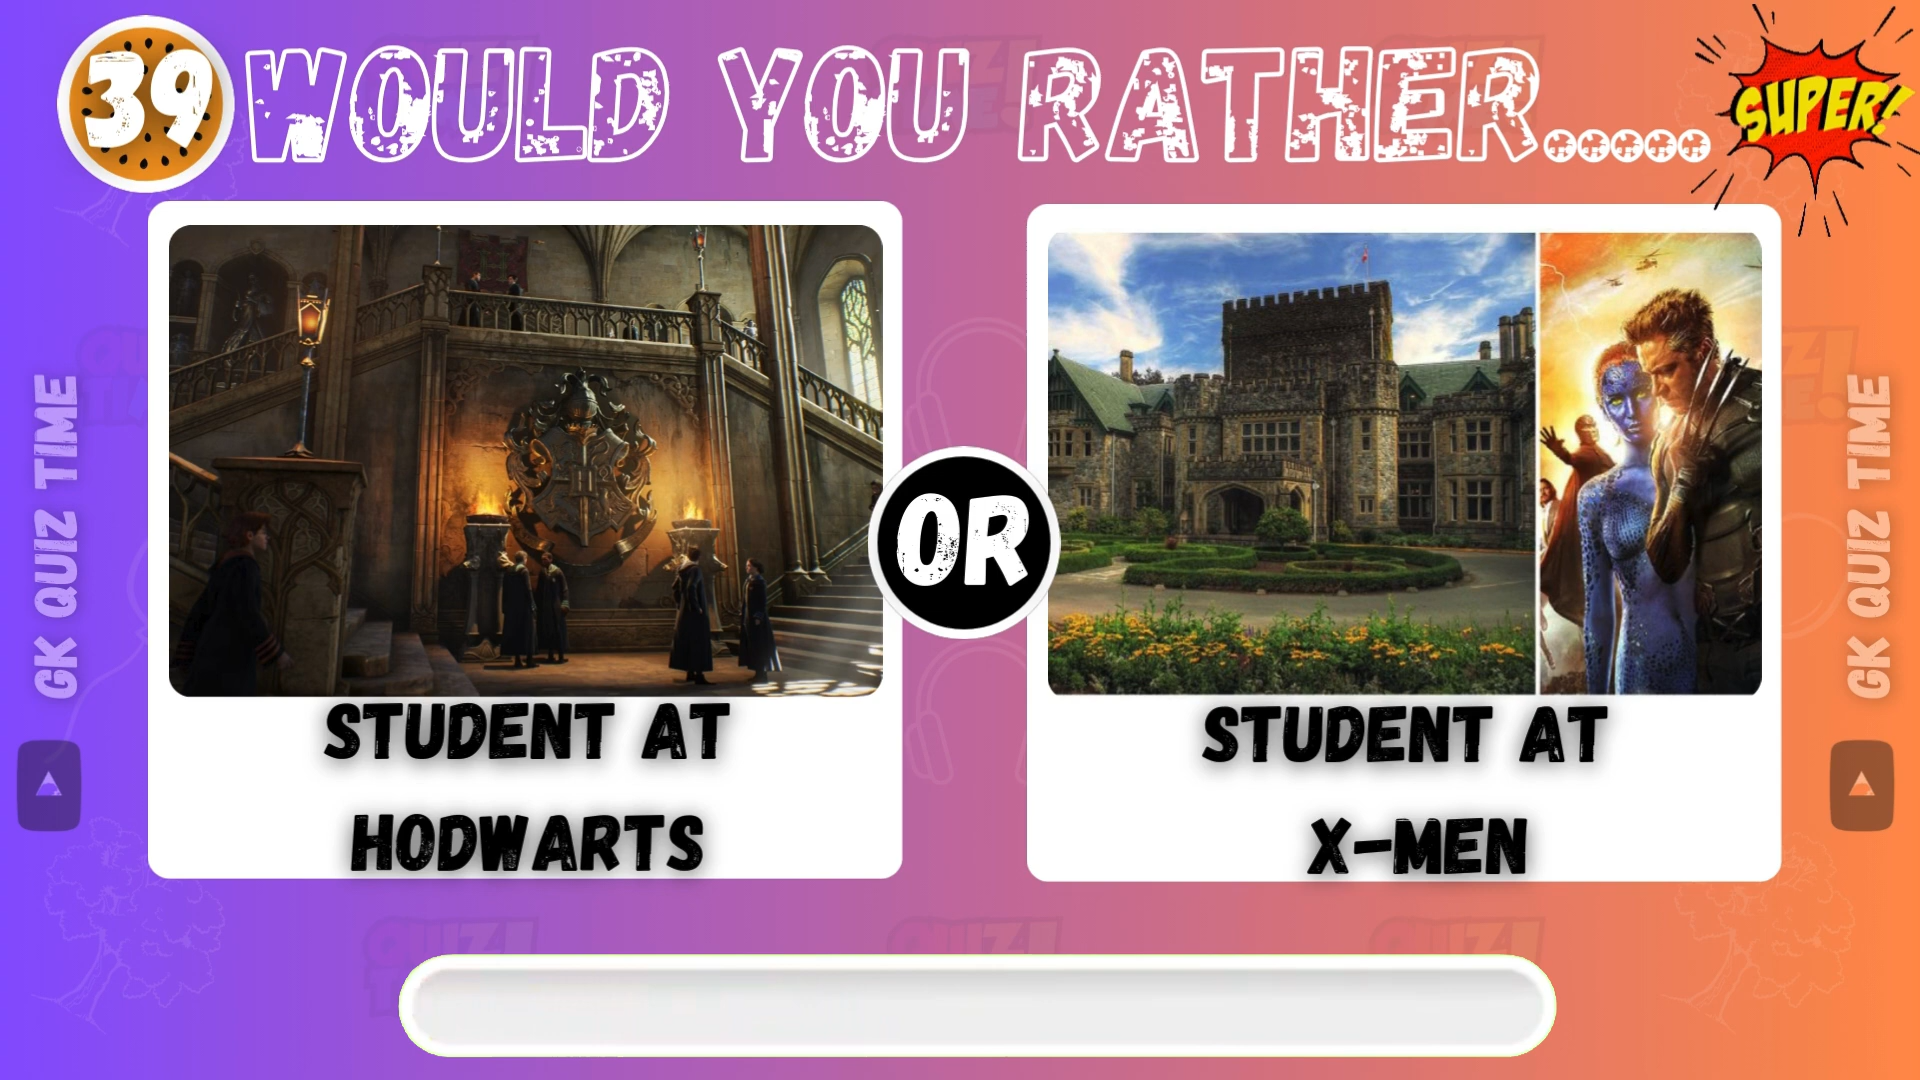 39
WOULD YOU RATHER.....
SUPER!
GK QUIZ TIME
OR
GK QUIZ TIME
STUDENT AT
HODWARTS
STUDENT AT
X-MEN